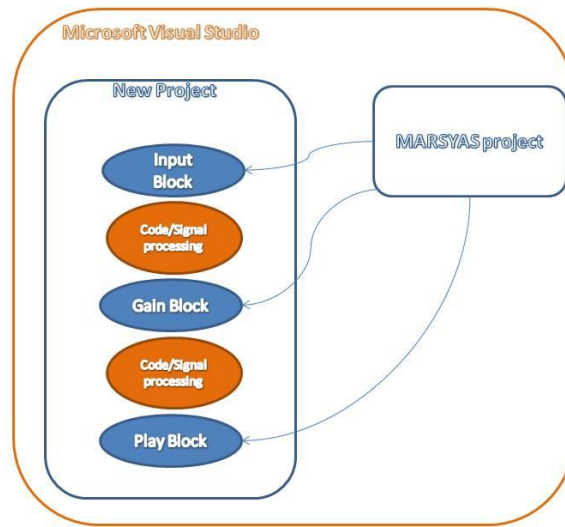 Microsoft Visual Studio
New Project
MARSYAS project
Input
Block
Code/Signal
processing
Gain Block
Code/Signal
processing
Play Block